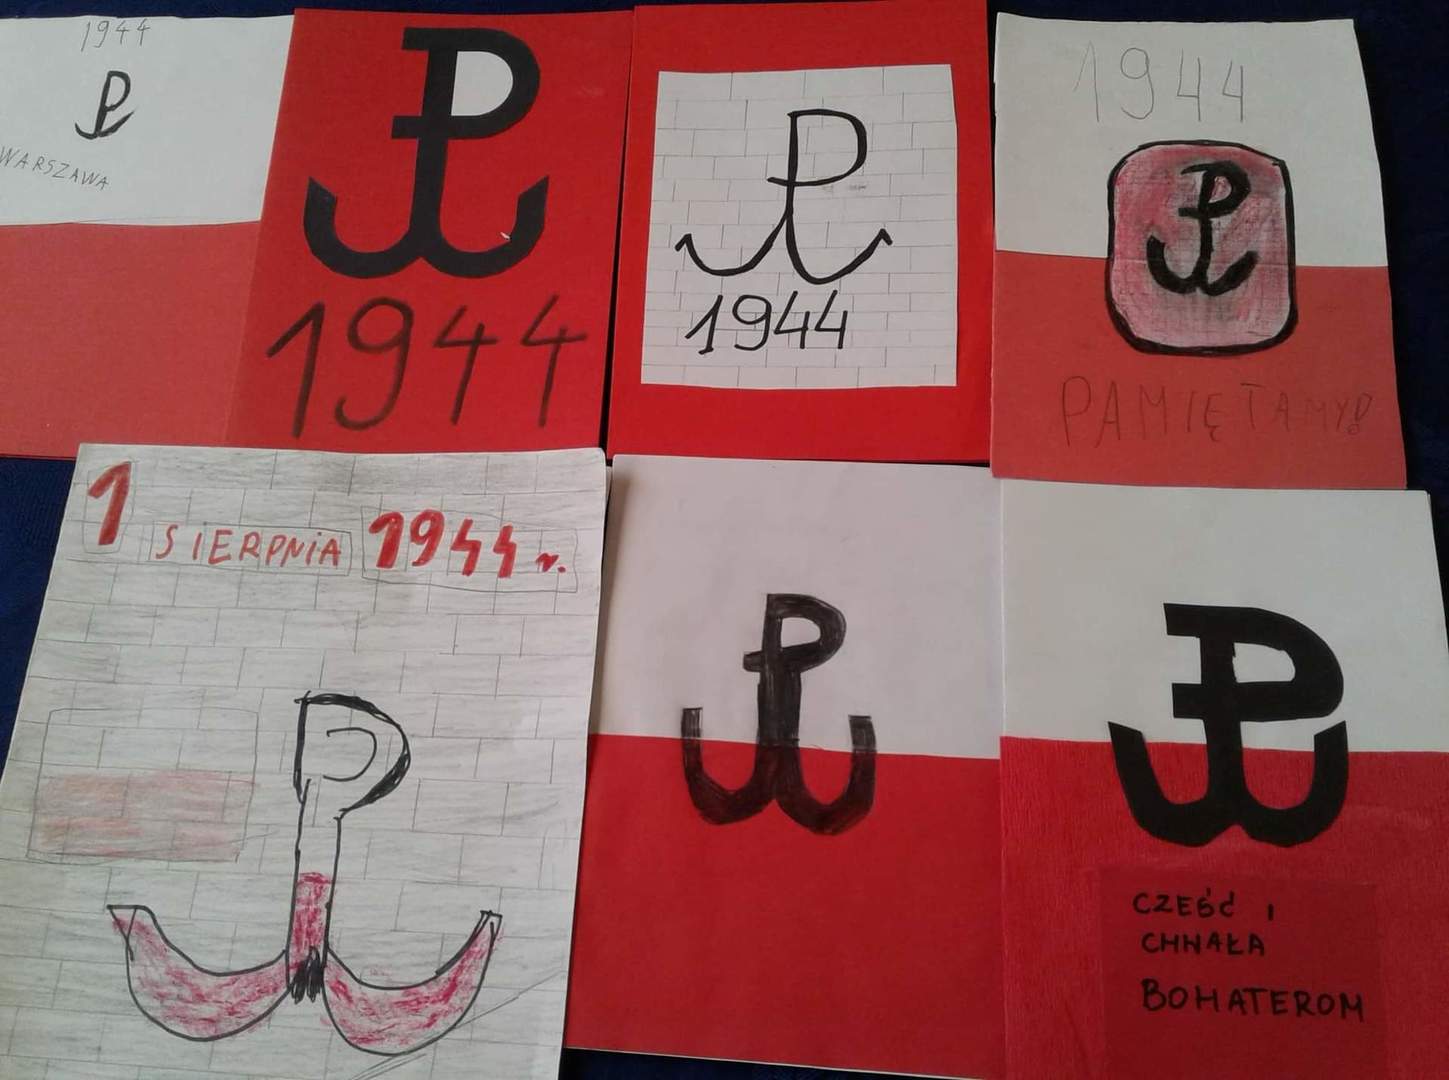 1944
WARSZAWA
1944
1944
1944
PAMIĘTAMY!
1 SIERPNIA 1944 r.
CZEŚĆ I
CHWAŁA
BOHATEROM